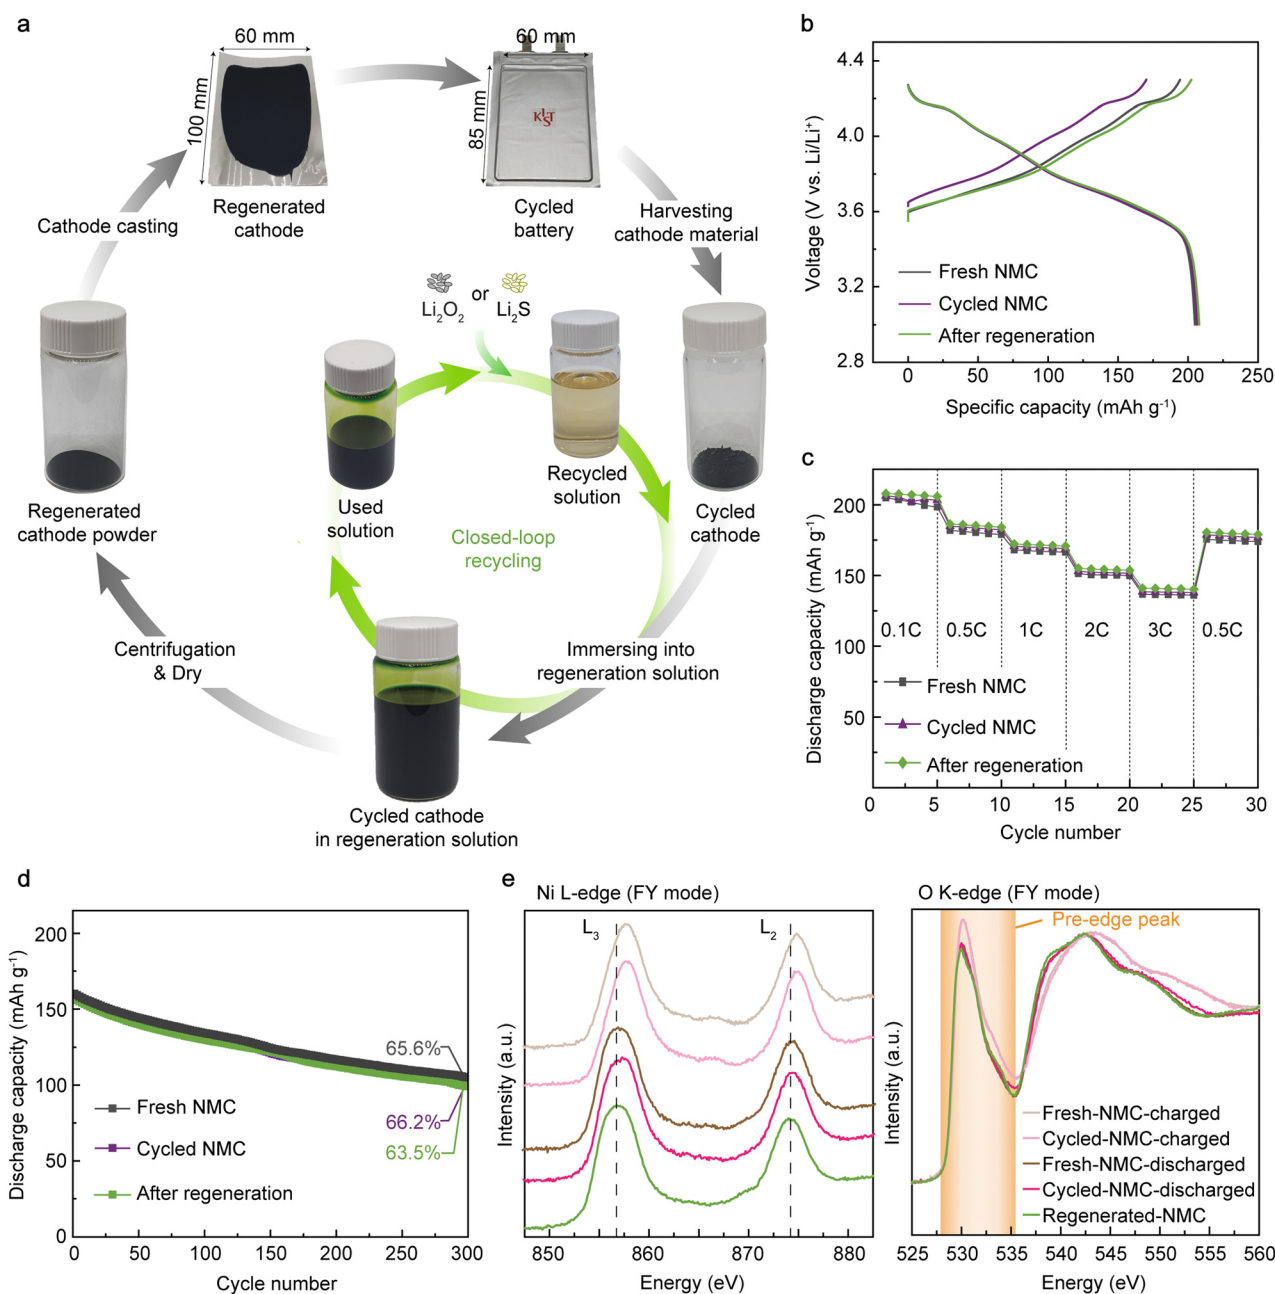 a
60 mm
100 mm
Regenerated
cathode
60 mm
85 mm
KIST
Cycled
battery
Cathode casting
Harvesting
cathode material
Li₂O₂ or Li₂S
Regenerated
cathode powder
Used
solution
Recycled
solution
Cycled
cathode
Closed-loop
recycling
Centrifugation
& Dry
Immersing into
regeneration solution
Cycled cathode
in regeneration solution
b
Voltage (V vs. Li/Li⁺)
4.4
4.0
3.6
3.2
2.8
Fresh NMC
Cycled NMC
After regeneration
0 50 100 150 200 250
Specific capacity (mAh g⁻¹)
c
Discharge capacity (mAh g⁻¹)
200
150
100
50
0.1C 0.5C 1C 2C 3C 0.5C
Fresh NMC
Cycled NMC
After regeneration
0 5 10 15 20 25 30
Cycle number
d
Discharge capacity (mAh g⁻¹)
200
150
100
50
0
65.6%
66.2%
63.5%
Fresh NMC
Cycled NMC
After regeneration
0 50 100 150 200 250 300
Cycle number
e
Ni L-edge (FY mode)
L₃ L₂
Intensity (a.u.)
850 860 870 880
Energy (eV)
O K-edge (FY mode)
Pre-edge peak
Intensity (a.u.)
Fresh-NMC-charged
Cycled-NMC-charged
Fresh-NMC-discharged
Cycled-NMC-discharged
Regenerated-NMC
525 530 535 540 545 550 555 560
Energy (eV)